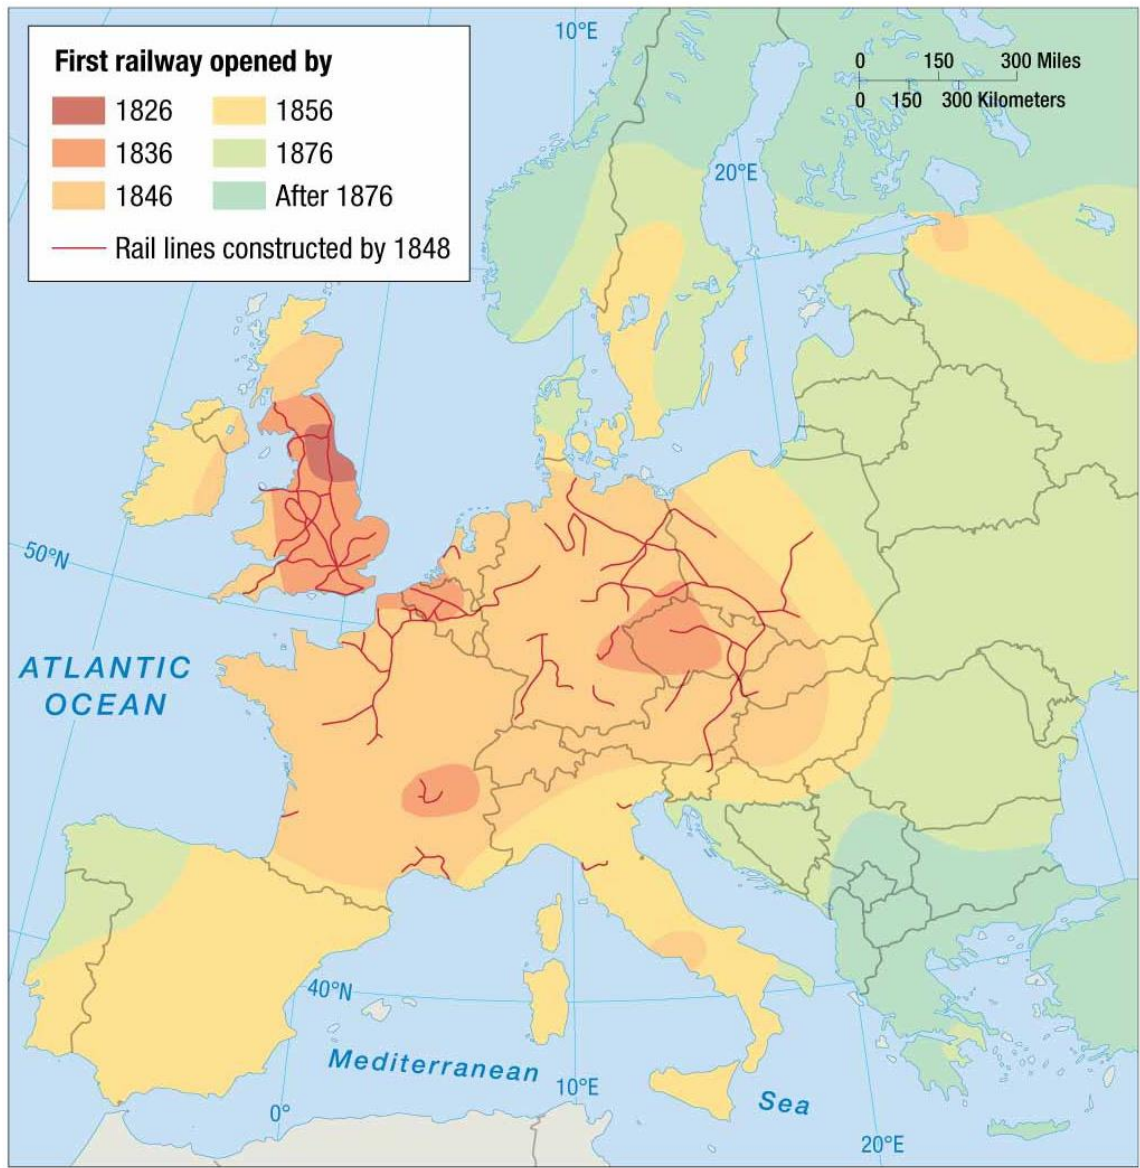 First railway opened by
1826
1856
1836
1876
1846
After 1876
Rail lines constructed by 1848
10°E
0 150 300 Miles
0 150 300 Kilometers
20°E
50°N
ATLANTIC
OCEAN
40°N
Mediterranean
Sea
10°E
0°
20°E